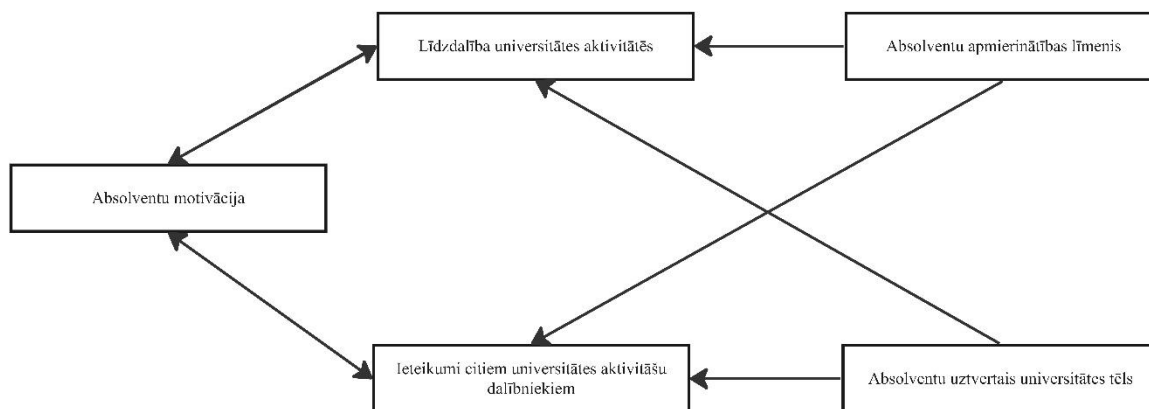 Līdzdalība universitātes aktivitātēs
Absolventu apmierinātības līmenis
Absolventu motivācija
Ieteikumi citiem universitātes aktivitāšu
dalībniekiem
Absolventu uztvertais universitātes tēls